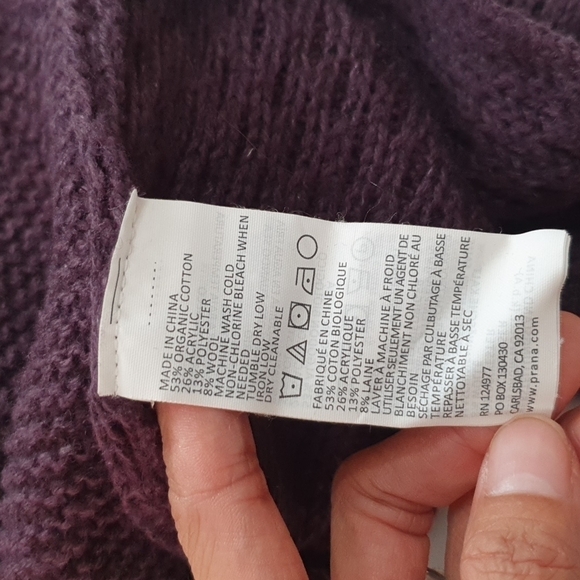 MADE IN CHINA
53% ORGANIC COTTON
26% ACRYLIC
13% POLYESTER
8% WOOL
MACHINE WASH COLD
NON-CHLORINE BLEACH WHEN
NEEDED
TUMBLE DRY LOW
IRON LOW
DRY CLEANABLE
FABRIQUÉ EN CHINE
53% COTON BIOLOGIQUE
26% ACRYLIQUE
13% POLYESTER
8% LAINE
LAVER À LA MACHINE À FROID
UTILISER SEULEMENT UN AGENT DE
BLANCHIMENT NON CHLORÉ AU
BESOIN
SÉCHAGE PAR CULBUTAGE À BASSE
TEMPÉRATURE
REPASSER À BASSE TEMPÉRATURE
NETTOYABLE À SEC
RN 124977
PO BOX 130430
CARLSBAD, CA 92013
www.prana.com